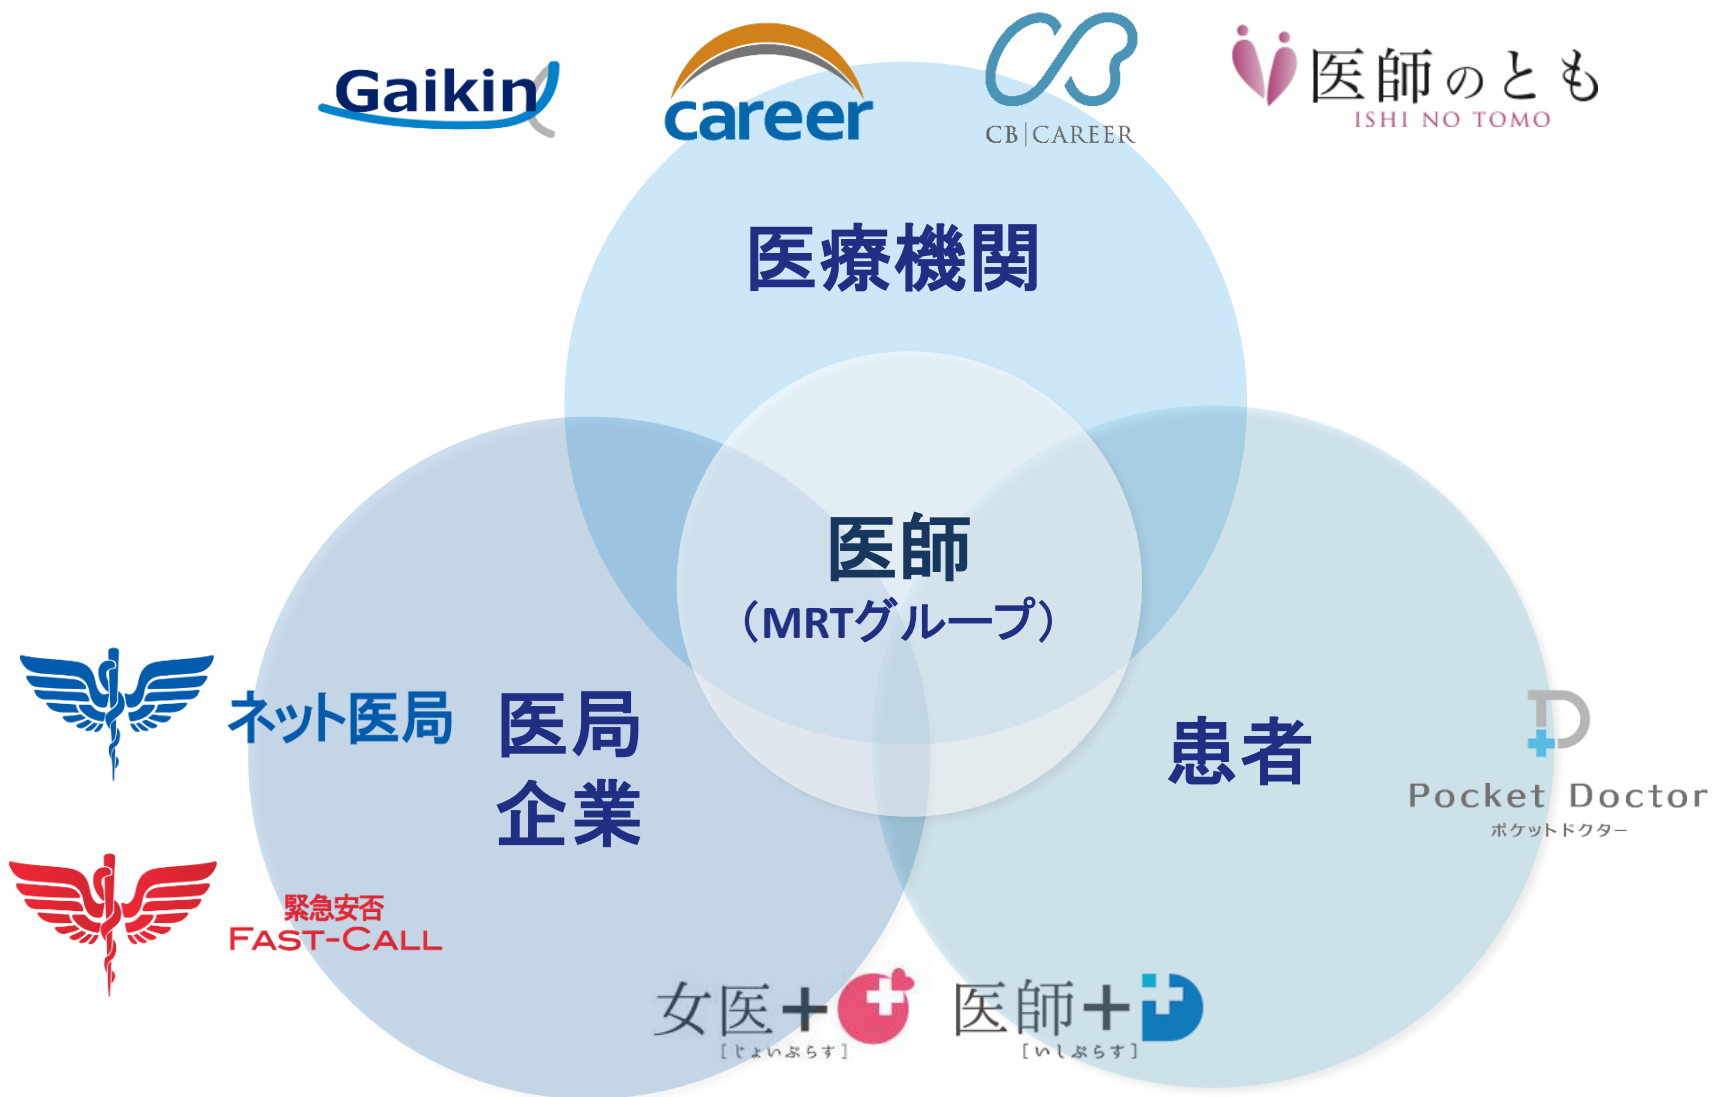 Gaikin
career
CB|CAREER
医師のとも
ISHI NO TOMO
医療機関
医師
（MRTグループ）
ネット医局
医局
企業
患者
Pocket Doctor
ポケットドクター
緊急安否
FAST-CALL
女医+
[じょいぷらす]
医師+
[いしぷらす]